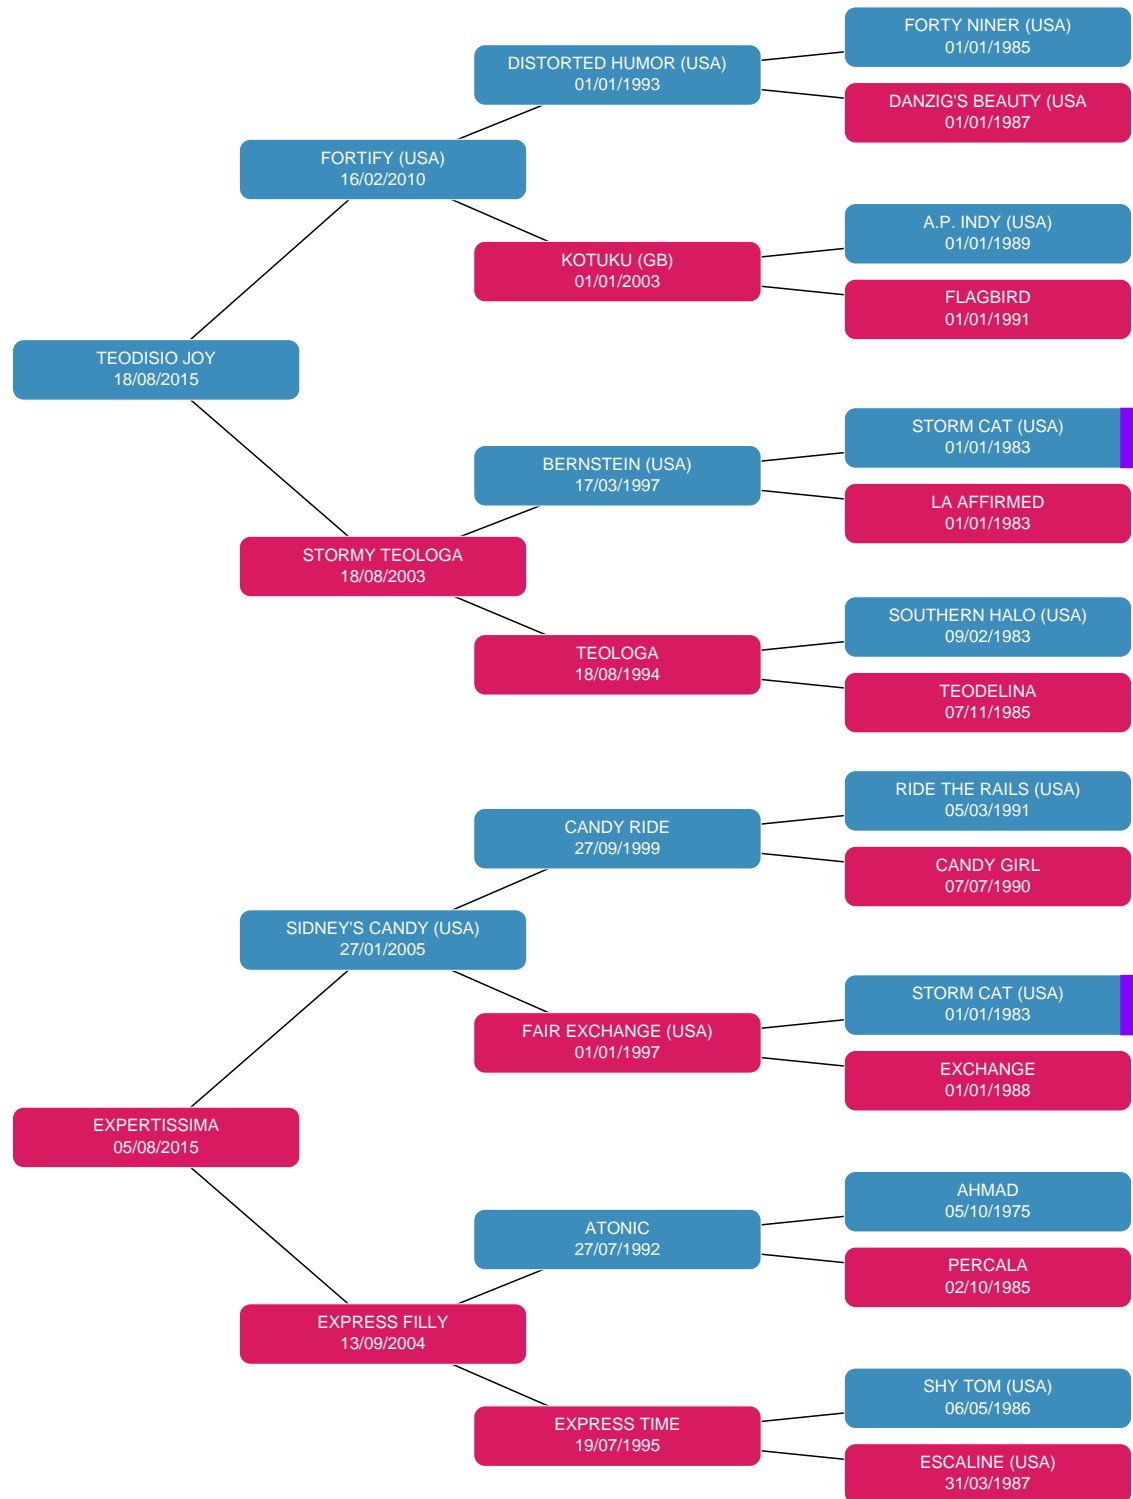 FORTY NINER (USA)
01/01/1985
DISTORTED HUMOR (USA)
01/01/1993
DANZIG'S BEAUTY (USA
01/01/1987
FORTIFY (USA)
16/02/2010
A.P. INDY (USA)
01/01/1989
KOTUKU (GB)
01/01/2003
FLAGBIRD
01/01/1991
TEODISIO JOY
18/08/2015
STORM CAT (USA)
01/01/1983
BERNSTEIN (USA)
17/03/1997
LA AFFIRMED
01/01/1983
STORMY TEOLOGA
18/08/2003
SOUTHERN HALO (USA)
09/02/1983
TEOLOGA
18/08/1994
TEODELINA
07/11/1985
RIDE THE RAILS (USA)
05/03/1991
CANDY RIDE
27/09/1999
CANDY GIRL
07/07/1990
SIDNEY'S CANDY (USA)
27/01/2005
STORM CAT (USA)
01/01/1983
FAIR EXCHANGE (USA)
01/01/1997
EXCHANGE
01/01/1988
EXPERTISSIMA
05/08/2015
AHMAD
05/10/1975
ATONIC
27/07/1992
PERCALA
02/10/1985
EXPRESS FILLY
13/09/2004
SHY TOM (USA)
06/05/1986
EXPRESS TIME
19/07/1995
ESCALINE (USA)
31/03/1987